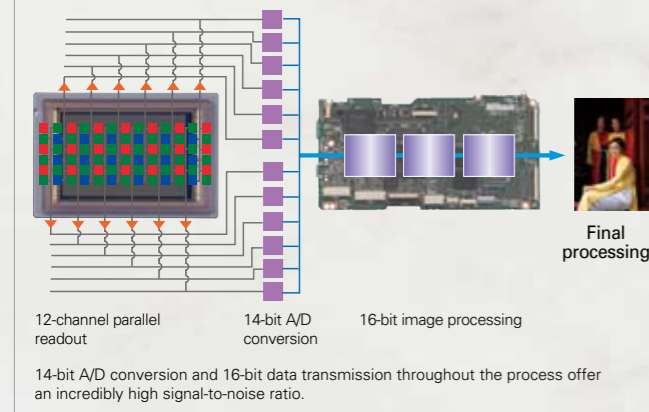 Final
processing
12-channel parallel
readout
14-bit A/D
conversion
16-bit image processing
14-bit A/D conversion and 16-bit data transmission throughout the process offer
an incredibly high signal-to-noise ratio.